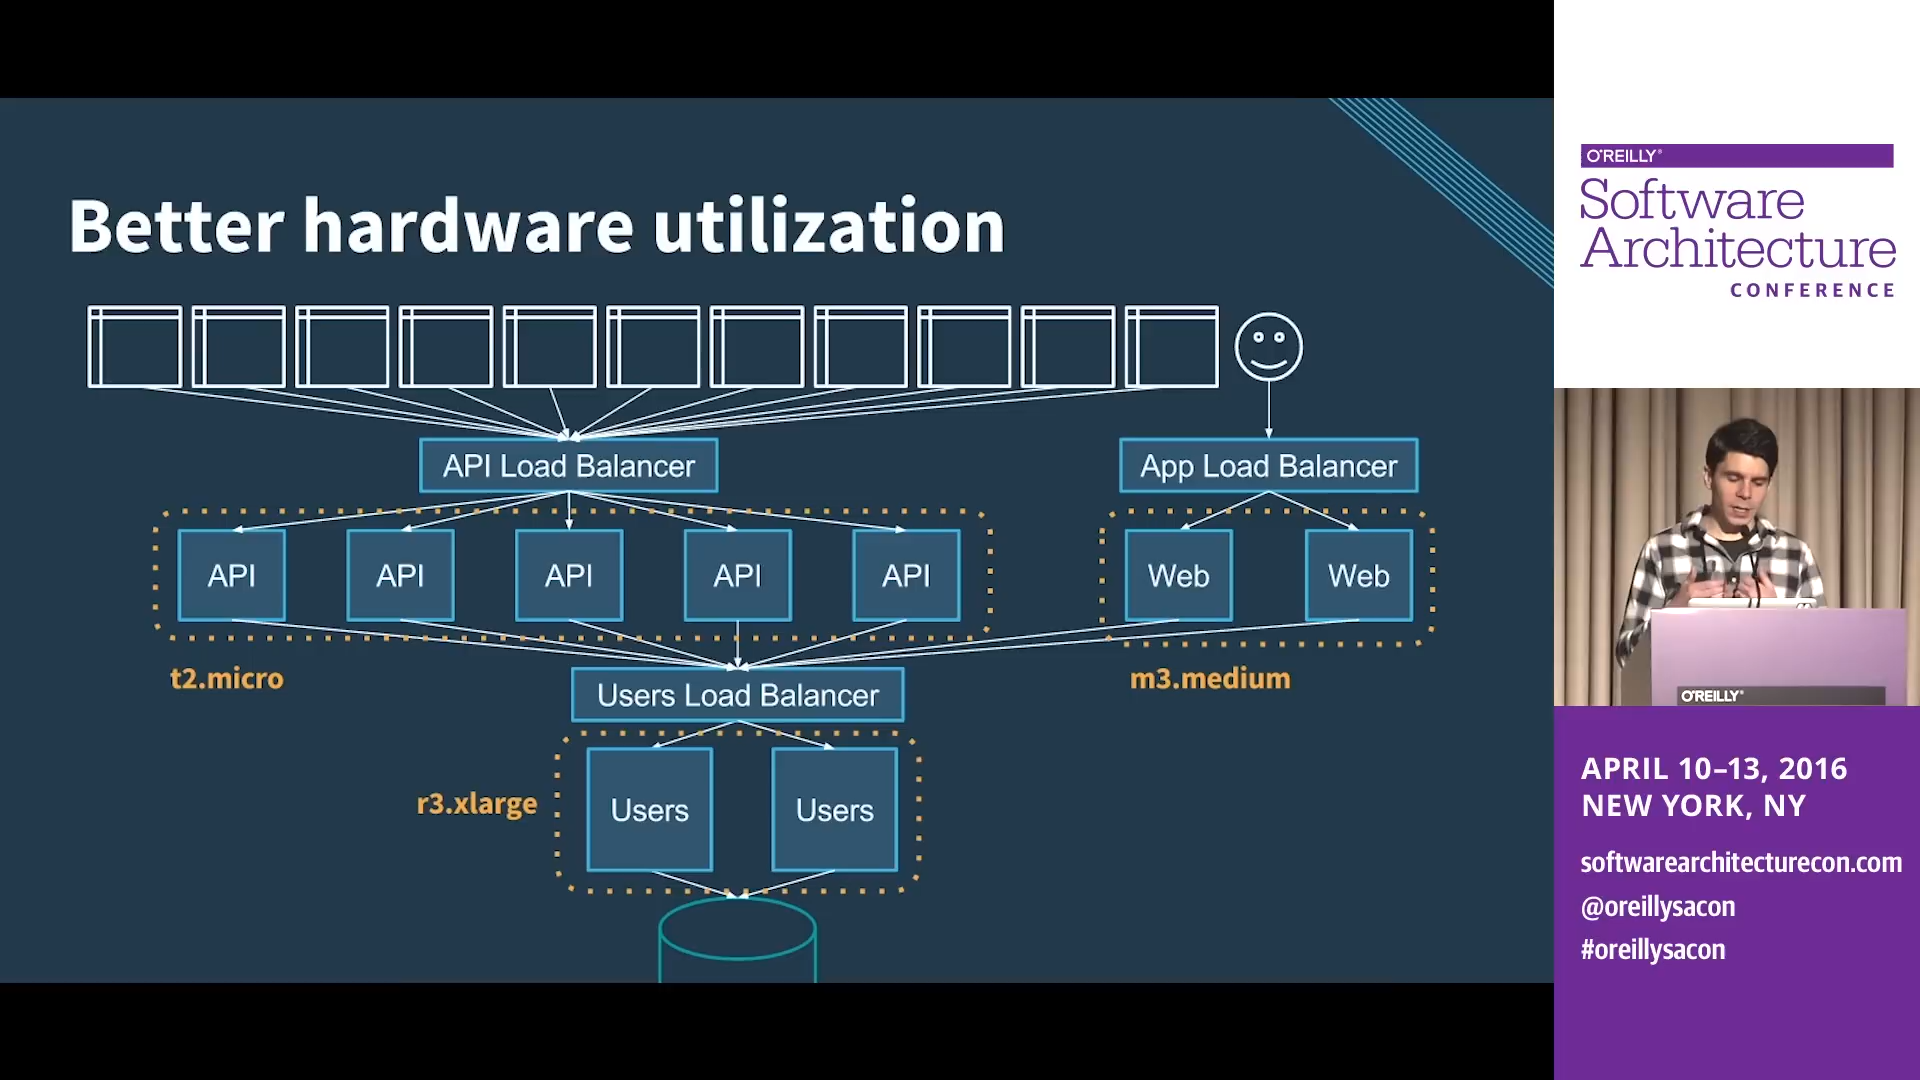 Better hardware utilization
API Load Balancer
App Load Balancer
API
API
API
API
API
Web
Web
t2.micro
m3.medium
Users Load Balancer
r3.xlarge
Users
Users
O'REILLY®
Software
Architecture
CONFERENCE
O'REILLY®
APRIL 10–13, 2016
NEW YORK, NY
softwarearchitecturecon.com
@oreillysacon
#oreillysacon